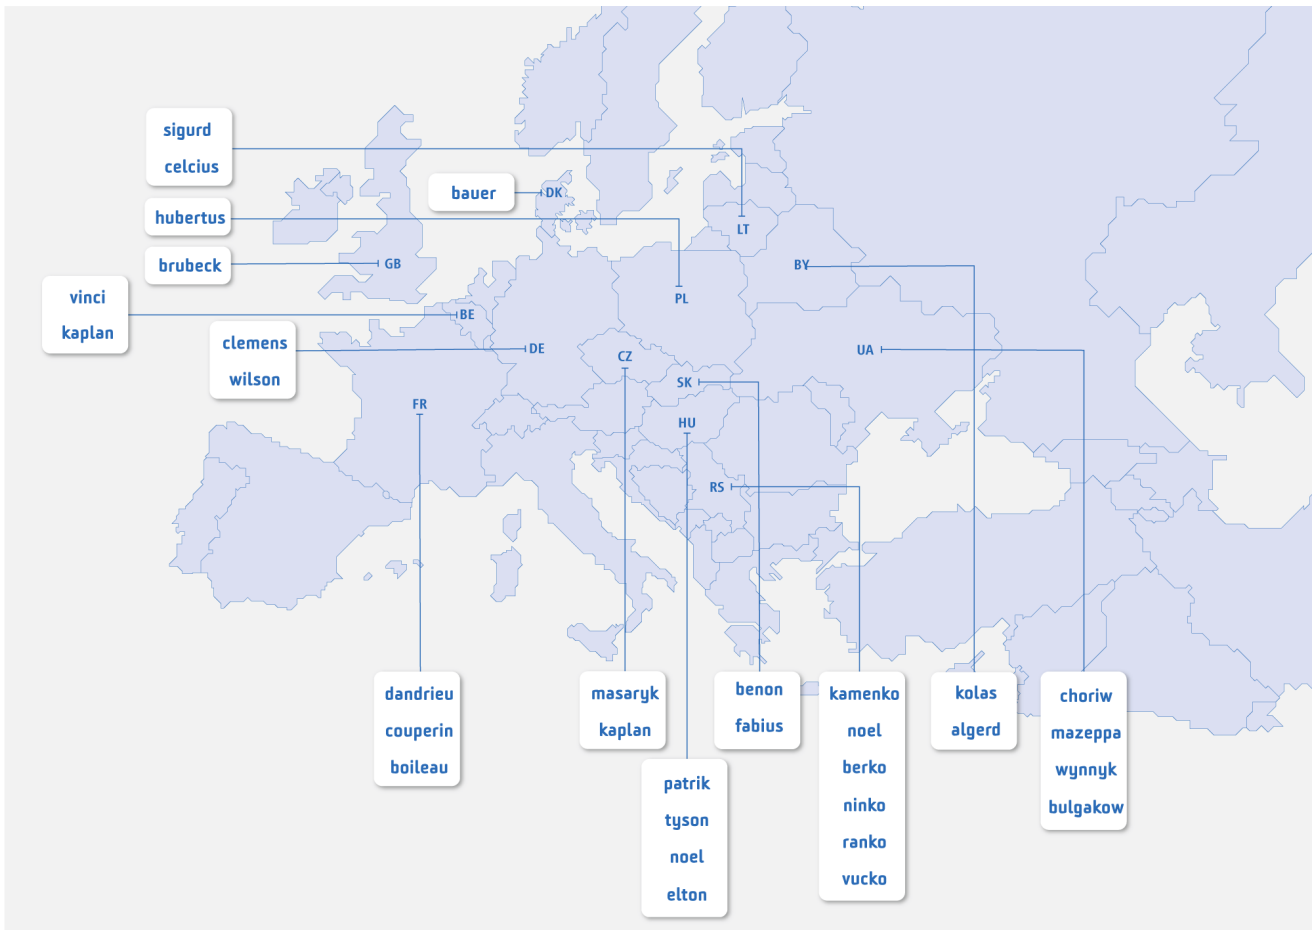 sigurd
celcius
bauer
DK
hubertus
LT
brubeck
GB
BY
vinci
kaplan
PL
BE
clemens
wilson
DE
CZ
UA
SK
FR
HU
RS
dandrieu
couperin
boileau
masaryk
kaplan
benon
fabius
kamenko
noel
berko
ninko
ranko
vucko
kolas
algerd
choriw
mazeppa
wynnyk
bulgakow
patrik
tyson
noel
elton